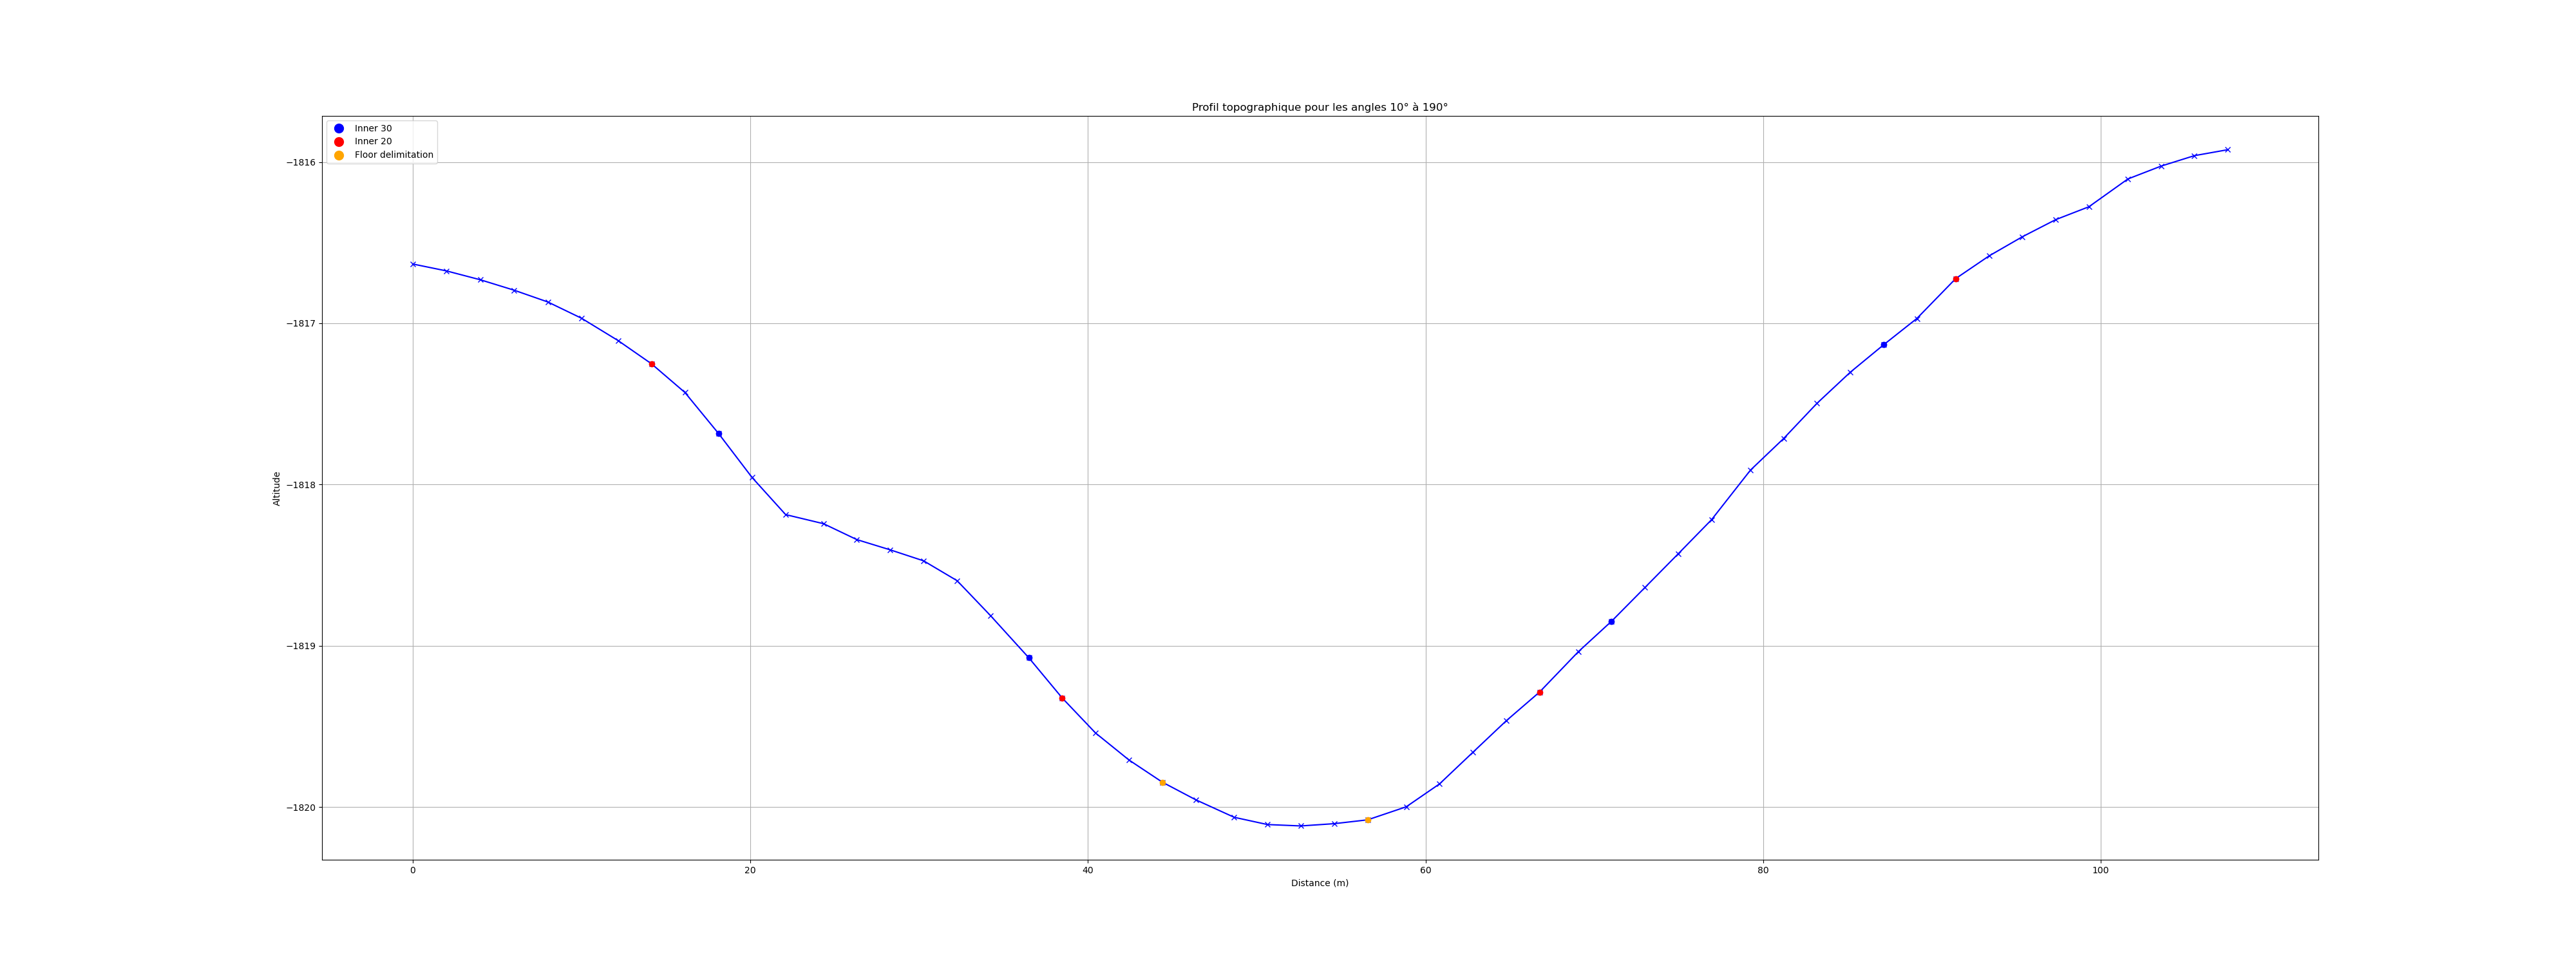 Profil topographique pour les angles 10° à 190°
Inner 30
Inner 20
Floor delimitation
−1816
−1817
−1818
−1819
−1820
Altitude
0 20 40 60 80 100
Distance (m)